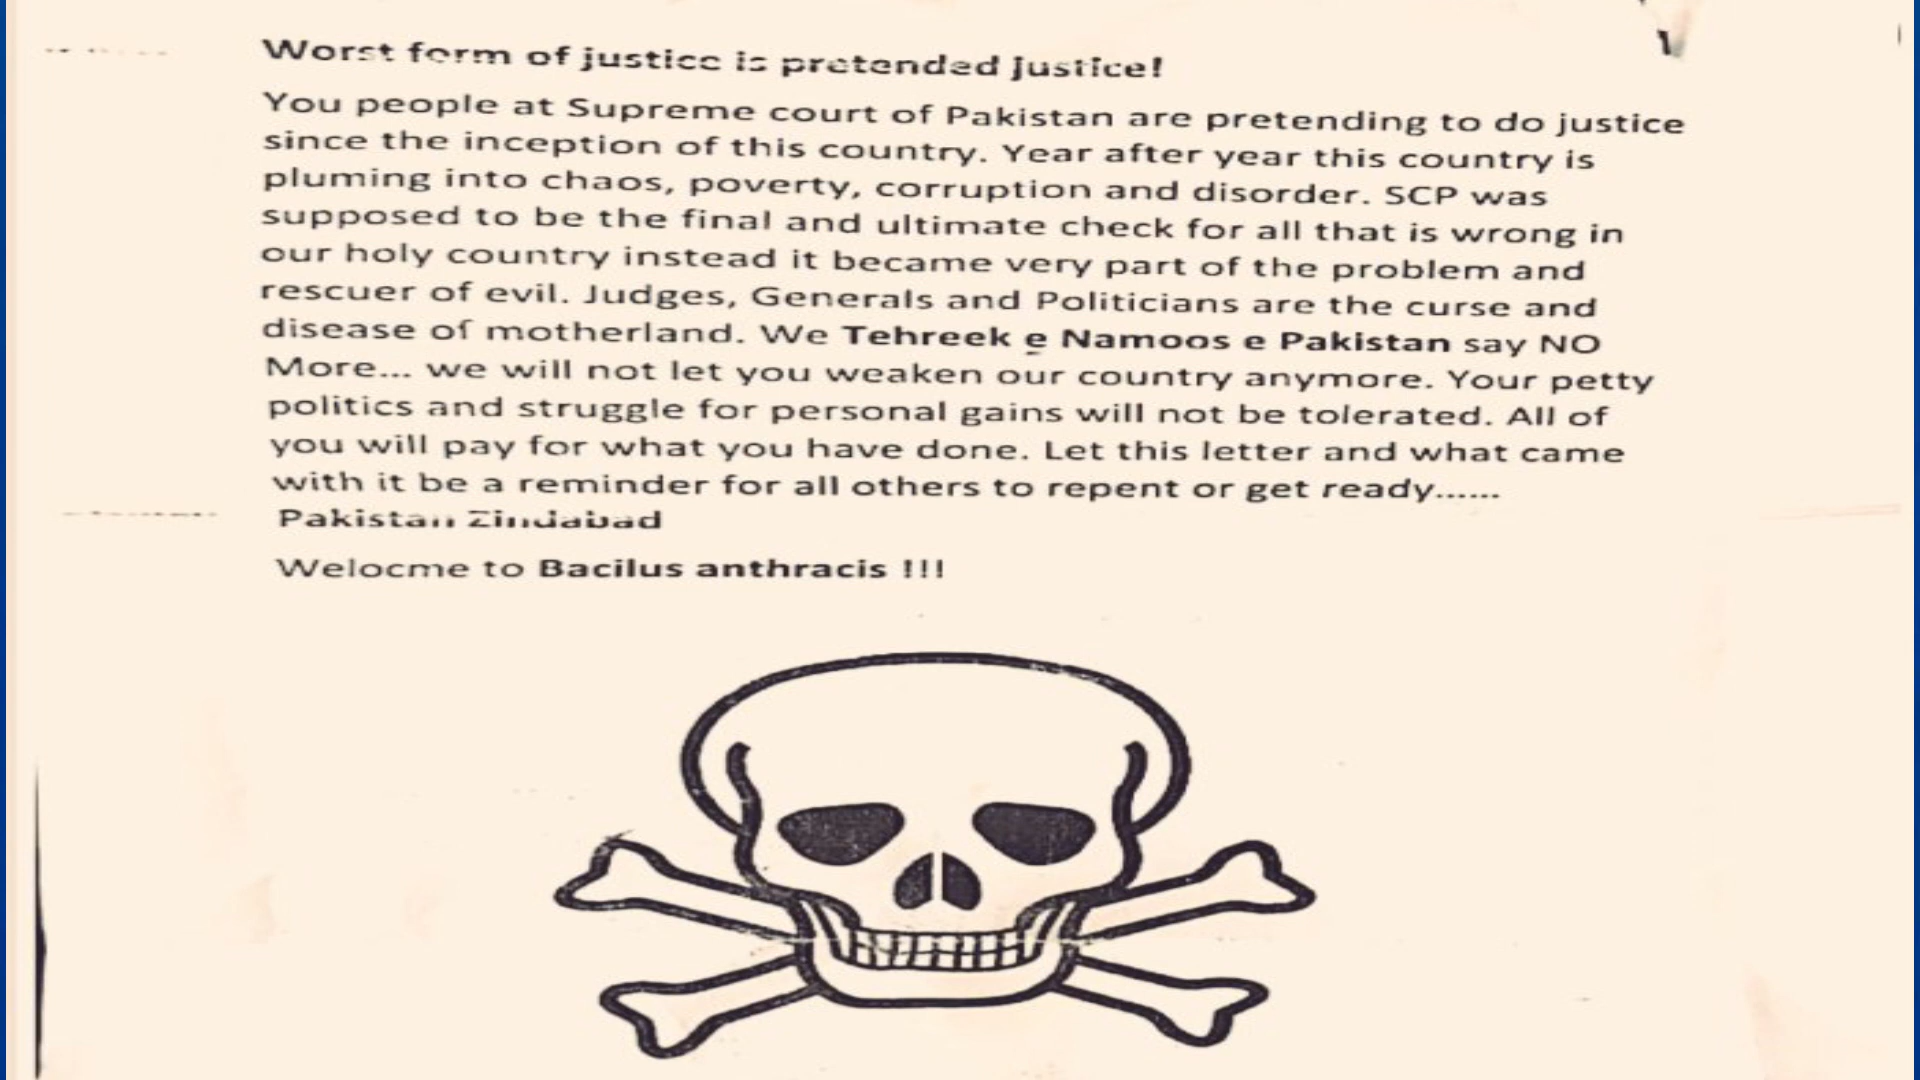 Worst form of justice is pretended justice!
You people at Supreme court of Pakistan are pretending to do justice
since the inception of this country. Year after year this country is
pluming into chaos, poverty, corruption and disorder. SCP was
supposed to be the final and ultimate check for all that is wrong in
our holy country instead it became very part of the problem and
rescuer of evil. Judges, Generals and Politicians are the curse and
disease of motherland. We Tehreek e Namoos e Pakistan say NO
More... we will not let you weaken our country anymore. Your petty
politics and struggle for personal gains will not be tolerated. All of
you will pay for what you have done. Let this letter and what came
with it be a reminder for all others to repent or get ready......
Pakistan Zindabad
Welocme to Bacilus anthracis !!!